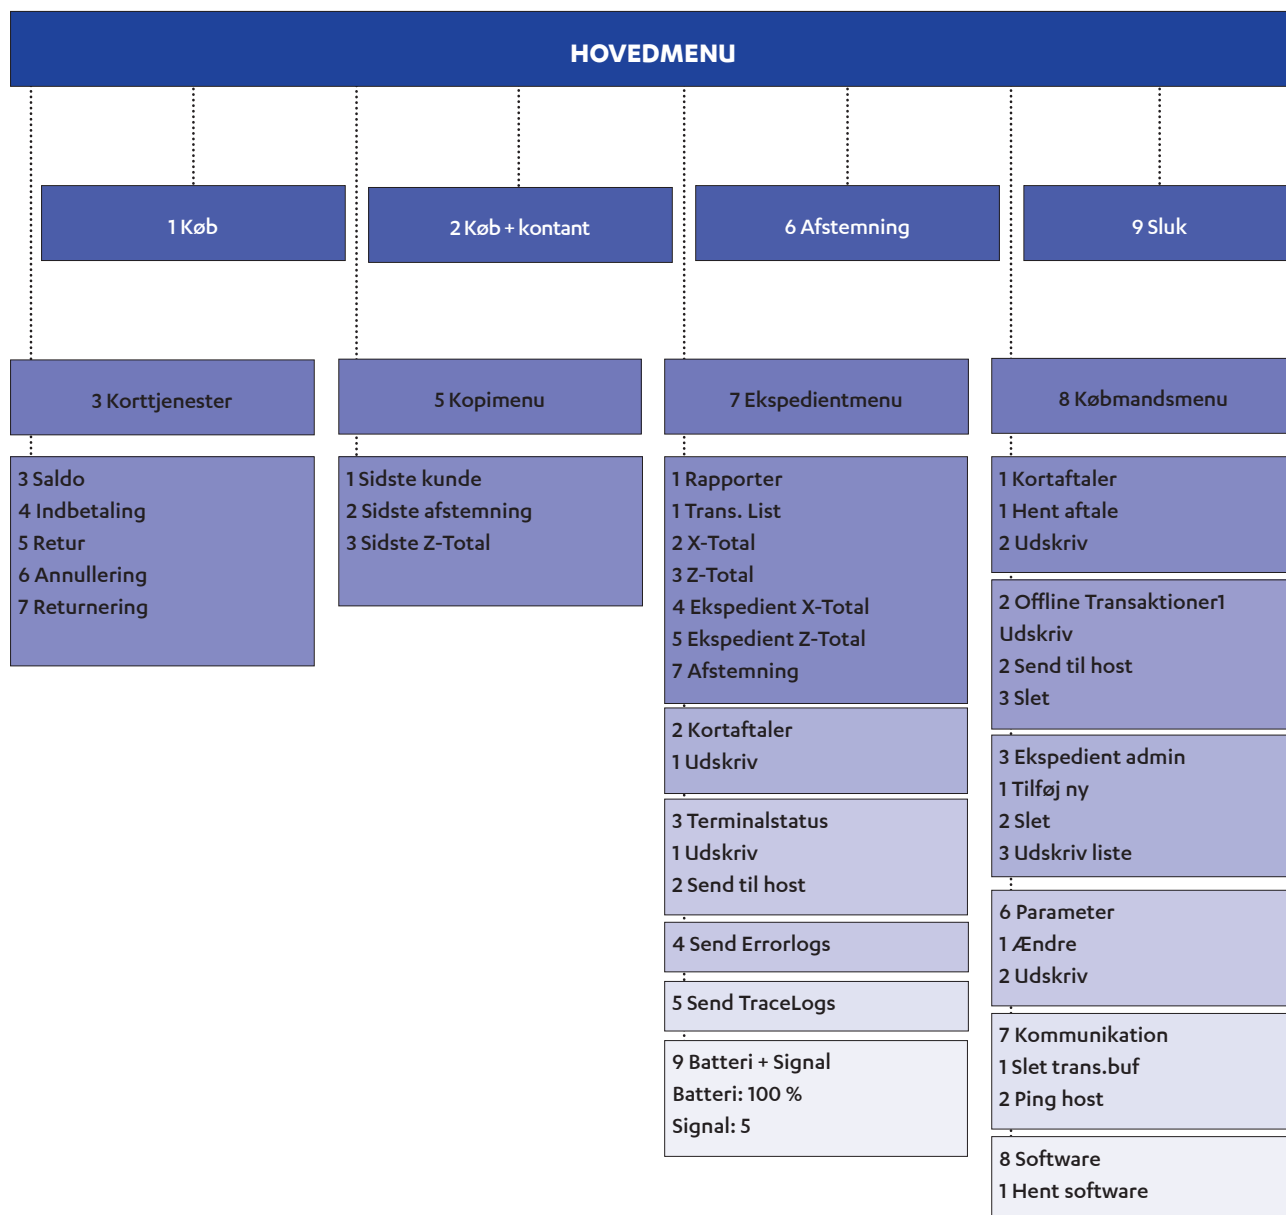 HOVEDMENU
1 Køb
2 Køb + kontant
6 Afstemning
9 Sluk
3 Korttjenester
3 Saldo
4 Indbetaling
5 Retur
6 Annullering
7 Returnering
5 Kopimenu
1 Sidste kunde
2 Sidste afstemning
3 Sidste Z-Total
7 Ekspedientmenu
1 Rapporter
1 Trans. List
2 X-Total
3 Z-Total
4 Ekspedient X-Total
5 Ekspedient Z-Total
7 Afstemning
2 Kortaftaler
1 Udskriv
3 Terminalstatus
1 Udskriv
2 Send til host
4 Send Errorlogs
5 Send TraceLogs
9 Batteri + Signal
Batteri: 100 %
Signal: 5
8 Købmandsmenu
1 Kortaftaler
1 Hent aftale
2 Udskriv
2 Offline Transaktioner1
Udskriv
2 Send til host
3 Slet
3 Ekspedient admin
1 Tilføj ny
2 Slet
3 Udskriv liste
6 Parameter
1 Ændre
2 Udskriv
7 Kommunikation
1 Slet trans.buf
2 Ping host
8 Software
1 Hent software